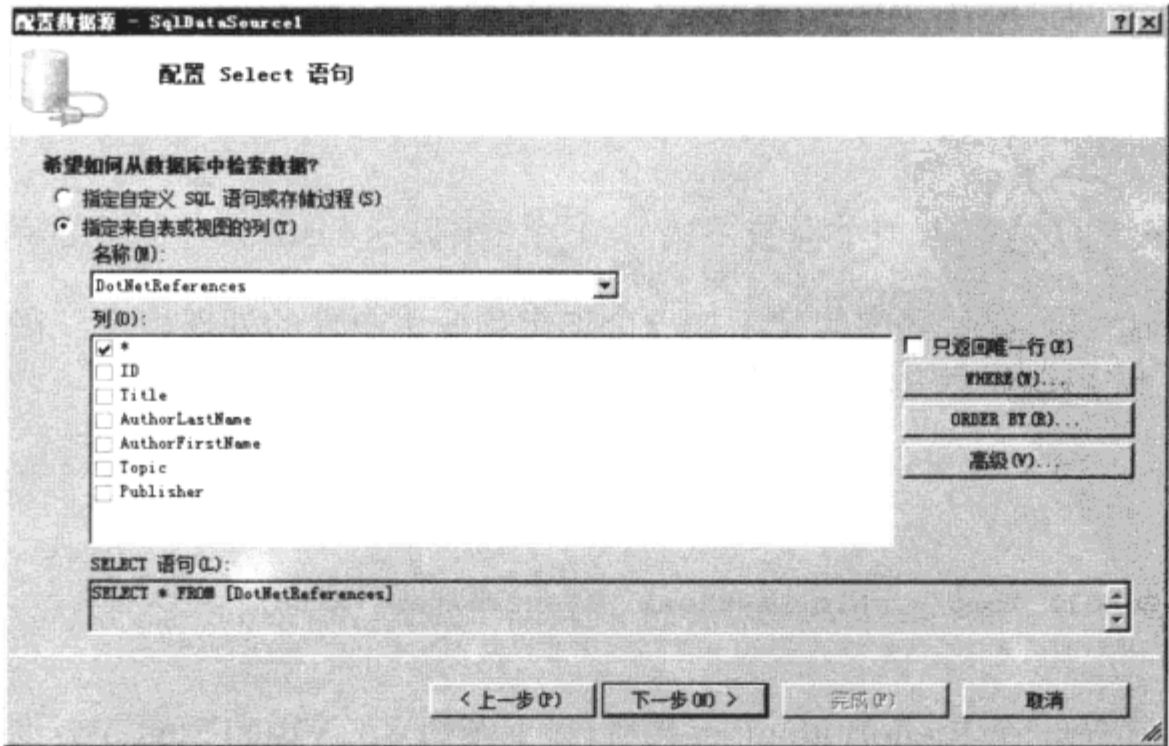 配置数据源 - SqlDataSource1
配置 Select 语句
希望如何从数据库中检索数据?
指定自定义 SQL 语句或存储过程(S)
指定来自表或视图的列(T)
名称(M):
DotNetReferences
列(O):
*
ID
Title
AuthorLastName
AuthorFirstName
Topic
Publisher
只返回唯一行(E)
WHERE(W)...
ORDER BY(R)...
高级(V)...
SELECT 语句(L):
SELECT * FROM [DotNetReferences]
< 上一步(P)
下一步(N) >
完成(F)
取消